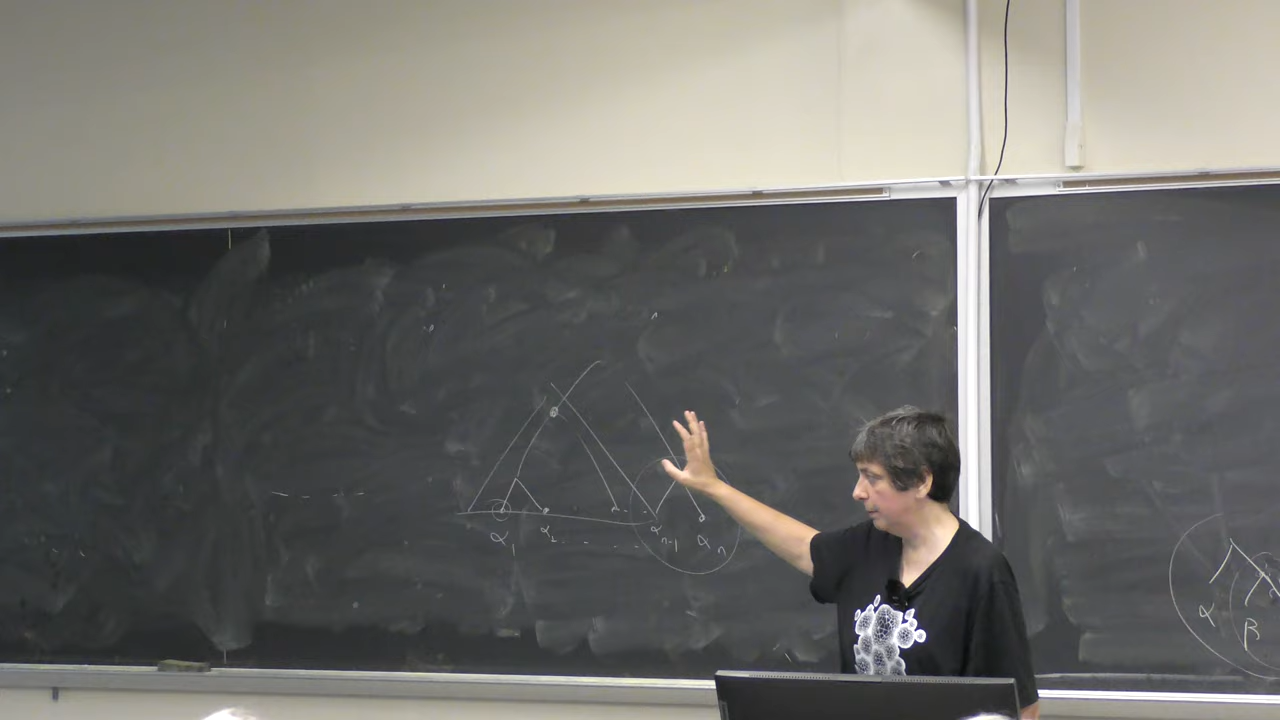 α₁ α₂ . . . . αₙ₋₁ αₙ
α
β